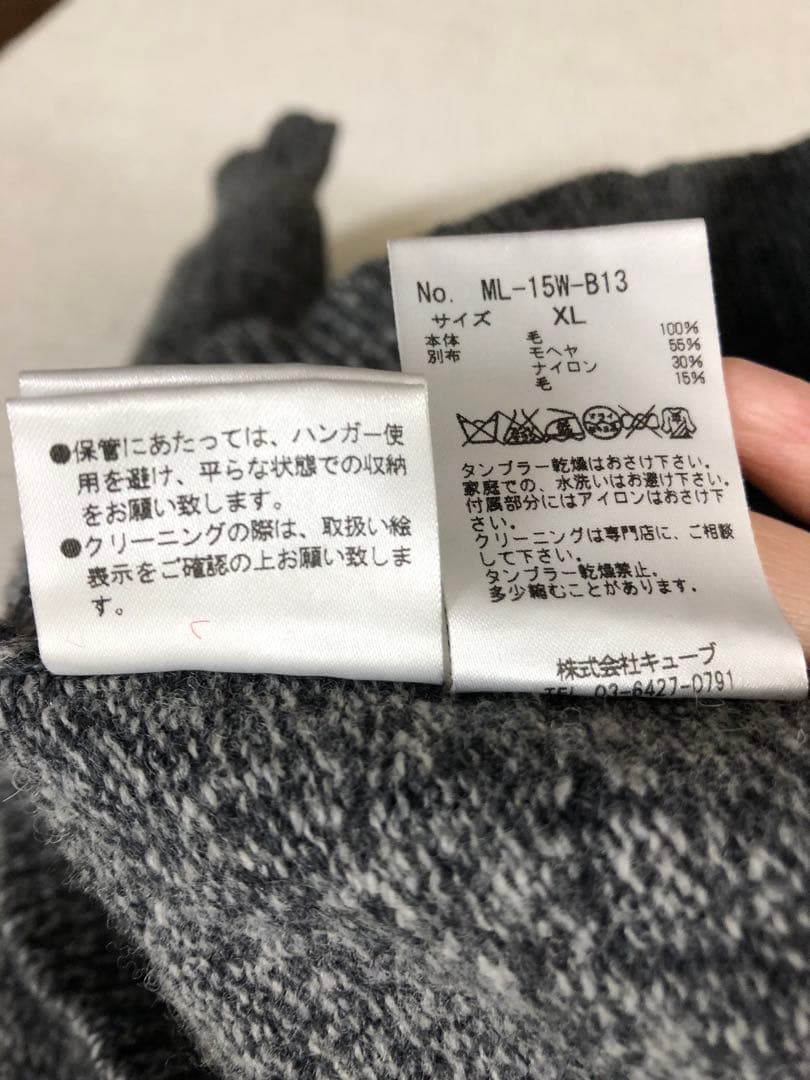 ●保管にあたっては、ハンガー使
用を避け、平らな状態での収納
をお願い致します。
●クリーニングの際は、取扱い絵
表示をご確認の上お願い致しま
す。
No. ML-15W-B13
サイズ XL
本体 毛 100%
別布 モヘヤ 55%
ナイロン 30%
毛 15%
タンブラー乾燥はおさけ下さい。
家庭での、水洗いはお避け下さい。
付属部分にはアイロンはおさけ下
さい。
クリーニングは専門店に、ご相談
して下さい。
タンブラー乾燥禁止。
多少縮むことがあります。
株式会社キューブ
TEL 03-6427-0791